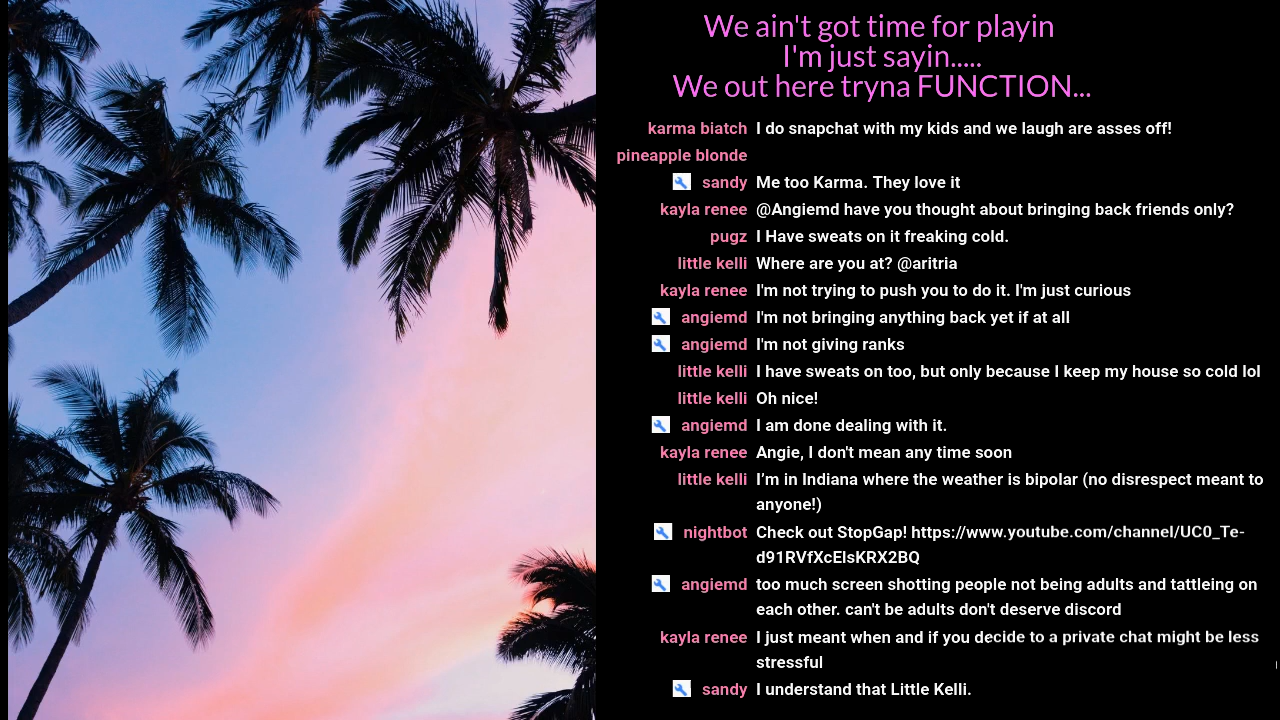 We ain't got time for playin
I'm just sayin.....
We out here tryna FUNCTION...
karma biatch I do snapchat with my kids and we laugh are asses off!
pineapple blonde
sandy Me too Karma. They love it
kayla renee @Angiemd have you thought about bringing back friends only?
pugz I Have sweats on it freaking cold.
little kelli Where are you at? @aritria
kayla renee I'm not trying to push you to do it. I'm just curious
angiemd I'm not bringing anything back yet if at all
angiemd I'm not giving ranks
little kelli I have sweats on too, but only because I keep my house so cold lol
little kelli Oh nice!
angiemd I am done dealing with it.
kayla renee Angie, I don't mean any time soon
little kelli I’m in Indiana where the weather is bipolar (no disrespect meant to
anyone!)
nightbot Check out StopGap! https://www.youtube.com/channel/UC0_Te-
d91RVfXcEIsKRX2BQ
angiemd too much screen shotting people not being adults and tattleing on
each other. can't be adults don't deserve discord
kayla renee I just meant when and if you decide to a private chat might be less
stressful
sandy I understand that Little Kelli.